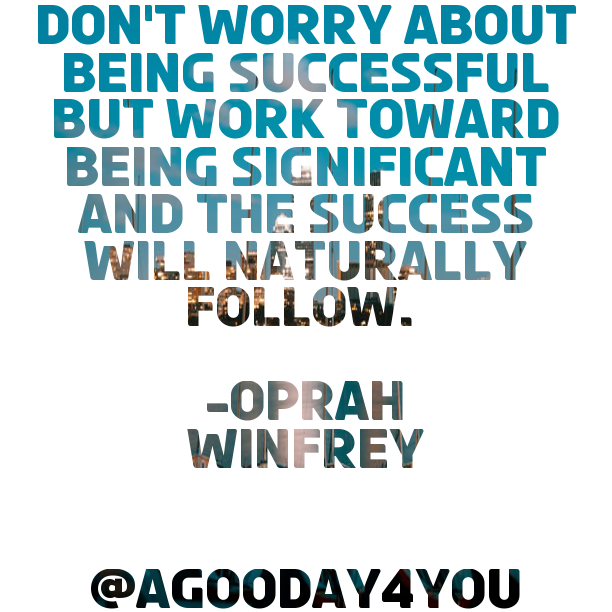 DON'T WORRY ABOUT
BEING SUCCESSFUL
BUT WORK TOWARD
BEING SIGNIFICANT
AND THE SUCCESS
WILL NATURALLY
FOLLOW.
-OPRAH
WINFREY
@AGOODAY4YOU